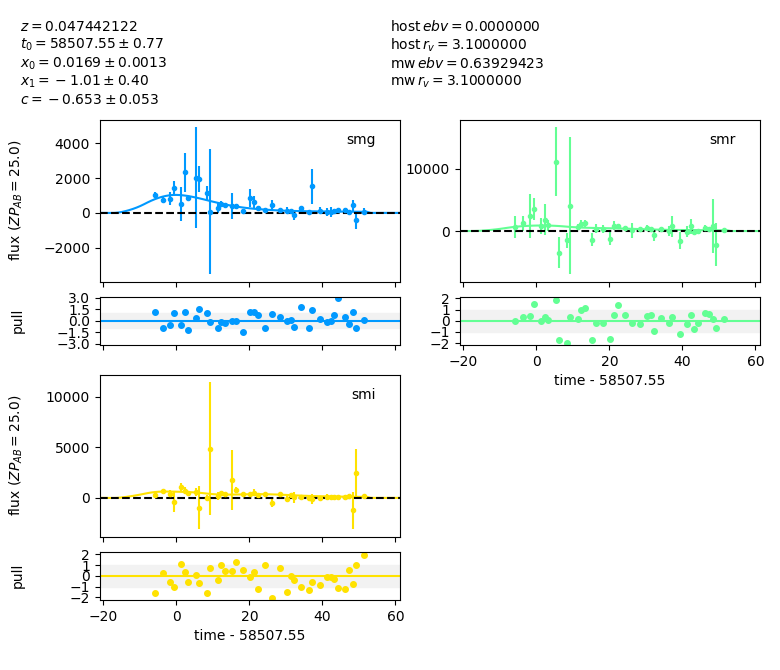 z = 0.047442122
t₀ = 58507.55 ± 0.77
x₀ = 0.0169 ± 0.0013
x₁ = −1.01 ± 0.40
c = −0.653 ± 0.053
host ebv = 0.0000000
host r_v = 3.1000000
mw ebv = 0.63929423
mw r_v = 3.1000000
smg
4000
2000
0
−2000
flux (ZP_AB = 25.0)
smr
10000
0
3.0
1.5
0.0
−1.5
−3.0
pull
2
1
0
−1
−2
0
20
40
60
−20
time - 58507.55
smi
10000
5000
0
flux (ZP_AB = 25.0)
2
1
0
−1
−2
pull
−20
0
20
40
60
time - 58507.55